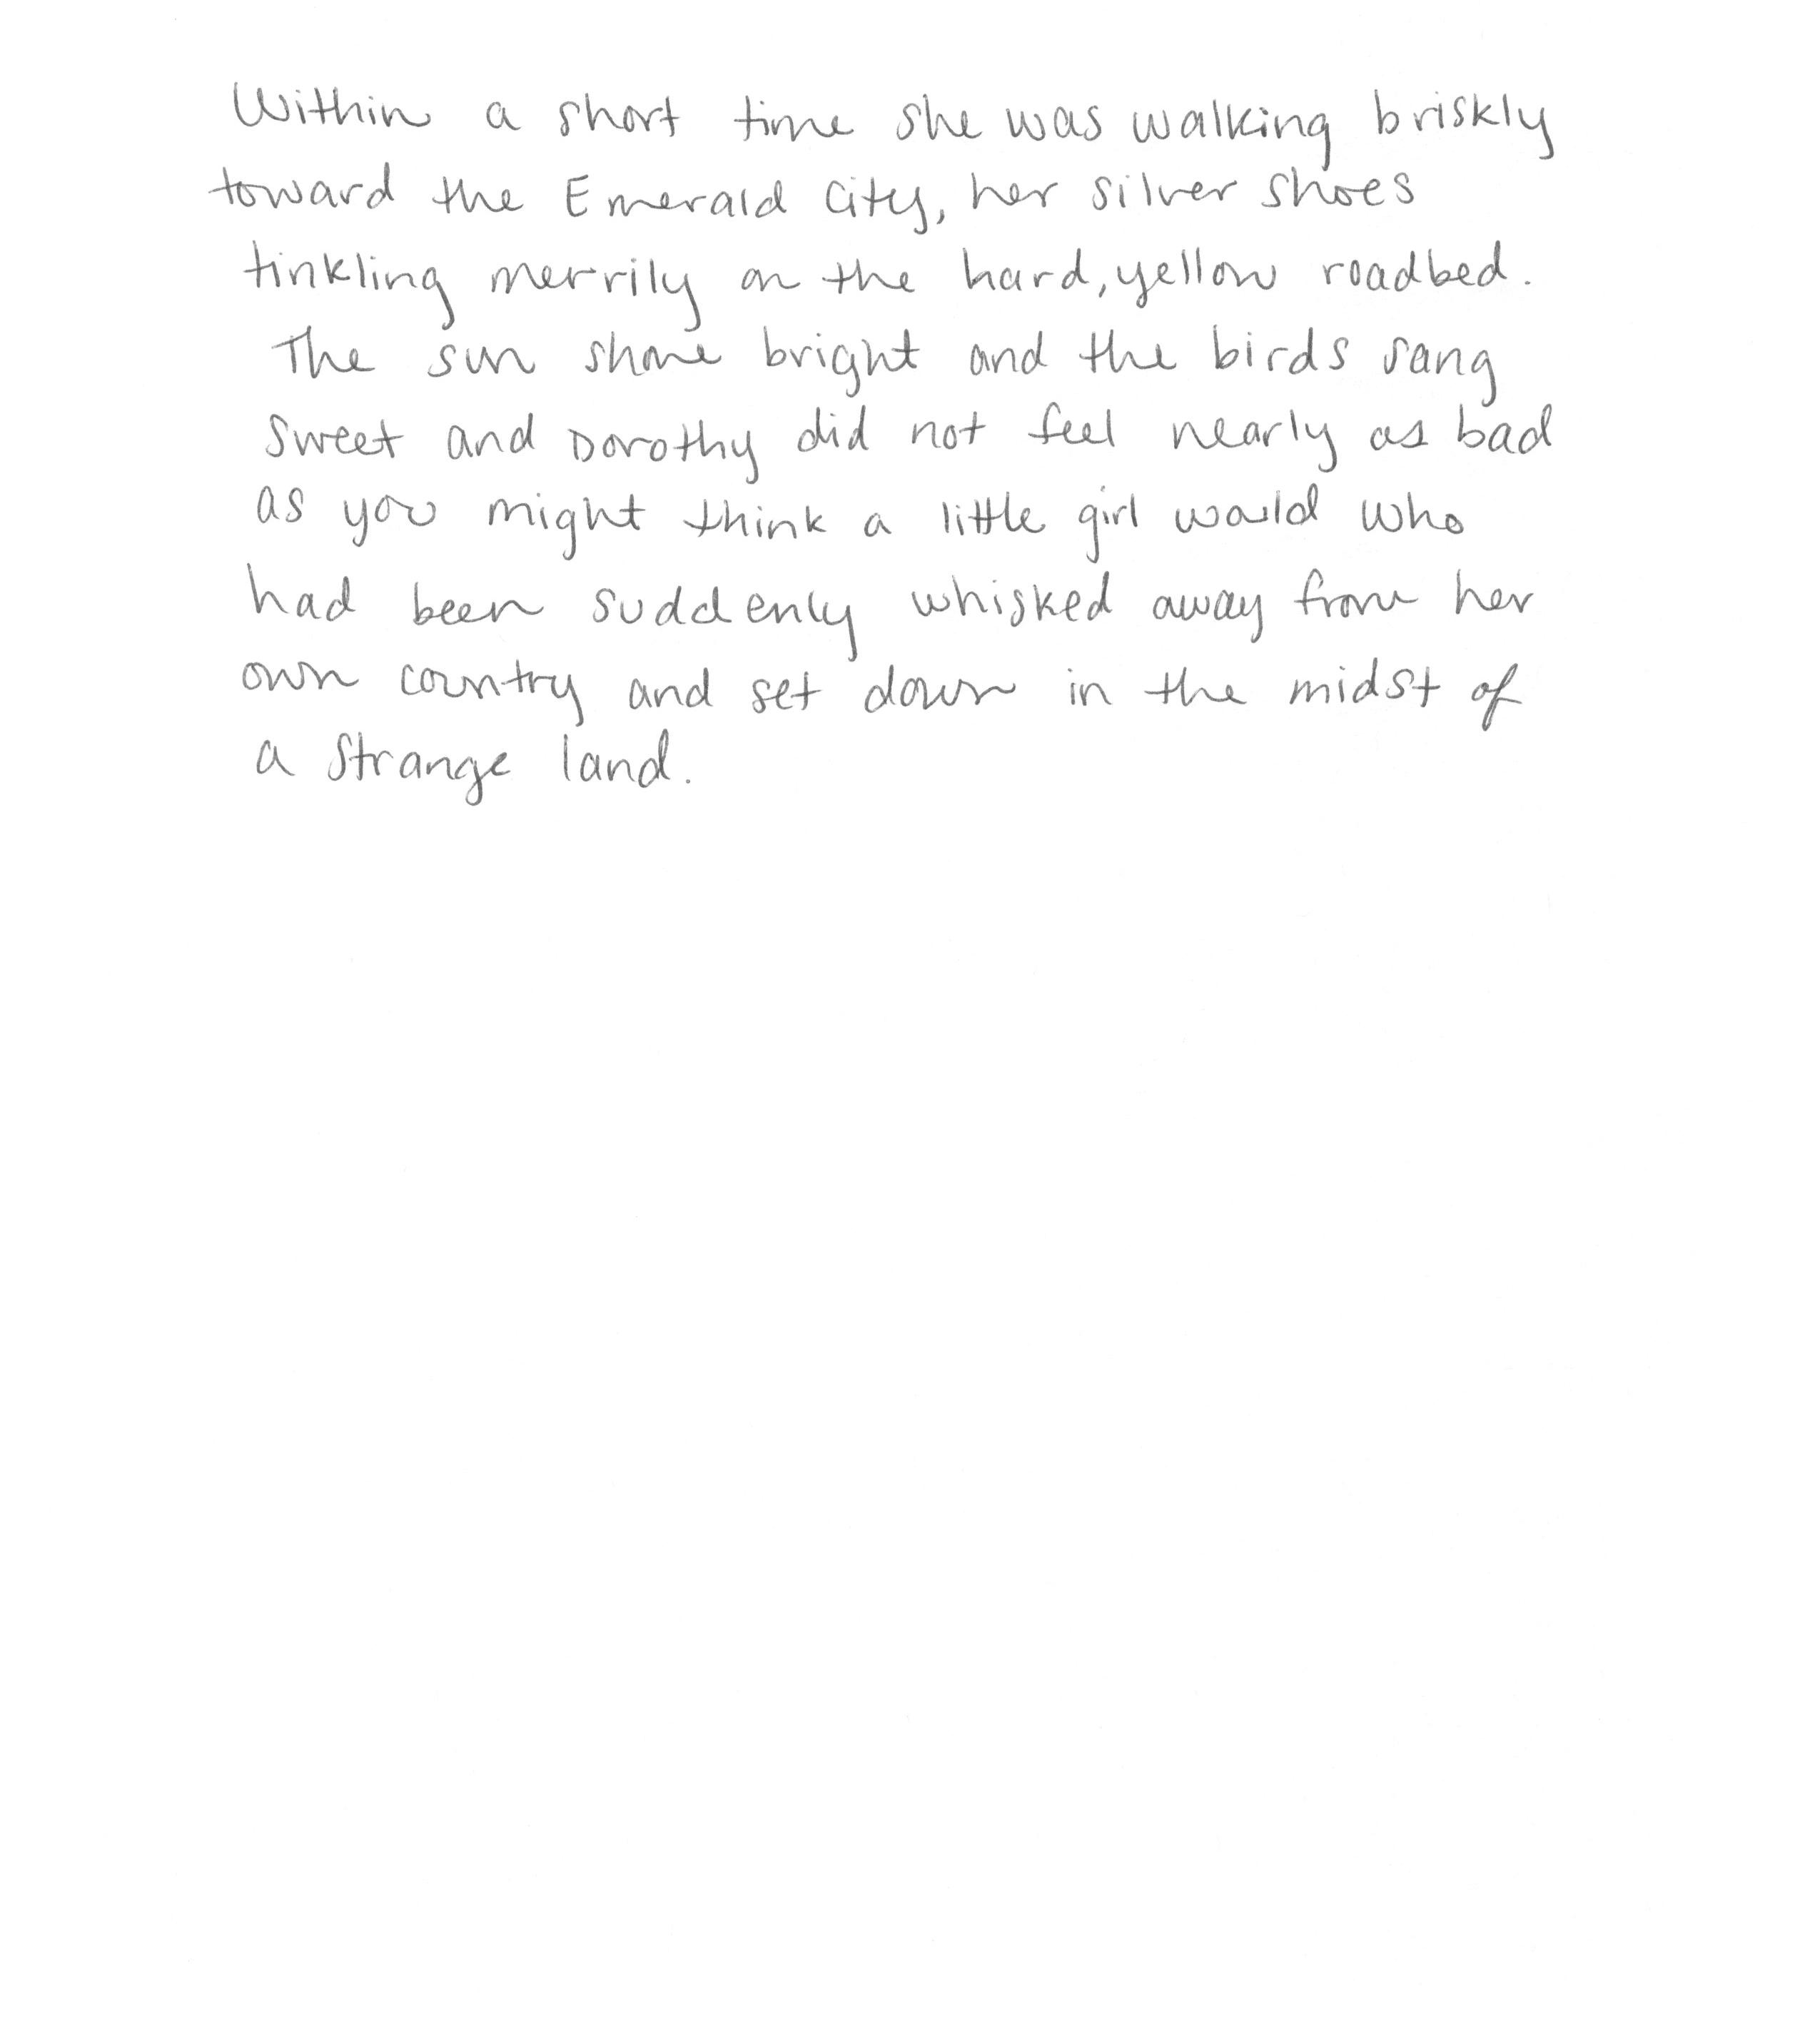 Within a short time she was walking briskly
toward the Emerald City, her silver shoes
tinkling merrily on the hard, yellow roadbed.
The sun shone bright and the birds sang
sweet and Dorothy did not feel nearly as bad
as you might think a little girl would who
had been suddenly whisked away from her
own country and set down in the midst of
a strange land.